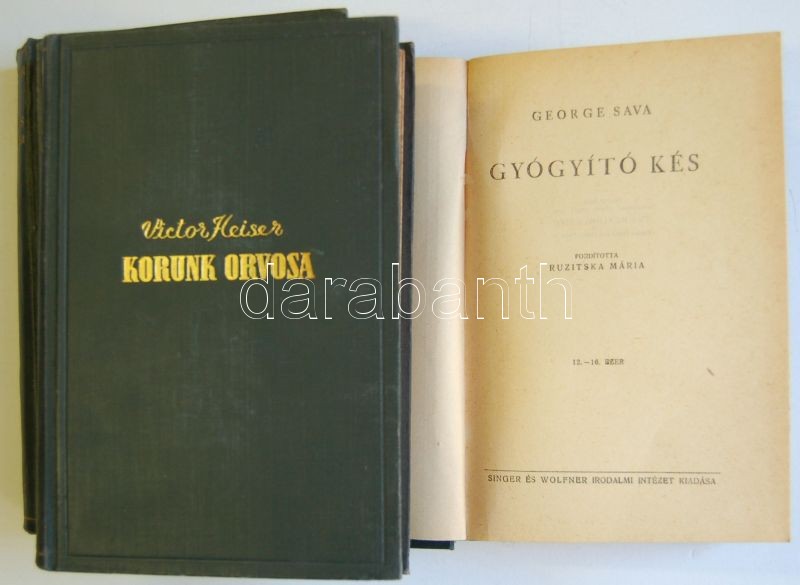 Victor Heiser
KORUNK ORVOSA
GEORGE SAVA
GYÓGYÍTÓ KÉS
FORDÍTOTTA
RUZITSKA MÁRIA
12.—16. EZER
SINGER ÉS WOLFNER IRODALMI INTÉZET KIADÁSA
darabanth